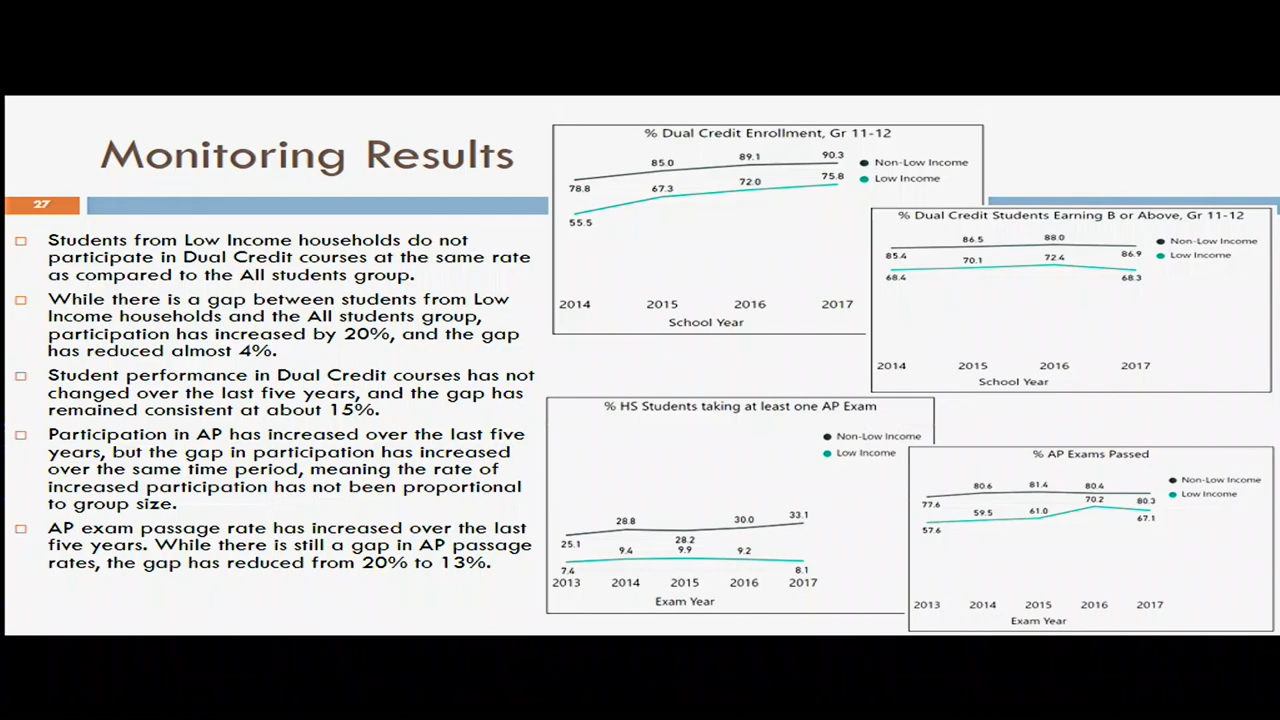 Monitoring Results
27
Students from Low Income households do not
participate in Dual Credit courses at the same rate
as compared to the All students group.
While there is a gap between students from Low
Income households and the All students group,
participation has increased by 20%, and the gap
has reduced almost 4%.
Student performance in Dual Credit courses has not
changed over the last five years, and the gap has
remained consistent at about 15%.
Participation in AP has increased over the last five
years, but the gap in participation has increased
over the same time period, meaning the rate of
increased participation has not been proportional
to group size.
AP exam passage rate has increased over the last
five years. While there is still a gap in AP passage
rates, the gap has reduced from 20% to 13%.
% Dual Credit Enrollment, Gr 11-12
78.8 85.0 89.1 90.3
55.5 67.3 72.0 75.8
Non-Low Income
Low Income
2014 2015 2016 2017
School Year
% Dual Credit Students Earning B or Above, Gr 11-12
85.4 86.5 88.0 86.9
68.4 70.1 72.4 68.3
Non-Low Income
Low Income
2014 2015 2016 2017
School Year
% HS Students taking at least one AP Exam
Non-Low Income
Low Income
25.1 28.8 28.2 30.0 33.1
7.4 9.4 9.9 9.2 8.1
2013 2014 2015 2016 2017
Exam Year
% AP Exams Passed
Non-Low Income
Low Income
77.6 80.6 81.4 80.4 80.3
57.6 59.5 61.0 70.2 67.1
2013 2014 2015 2016 2017
Exam Year